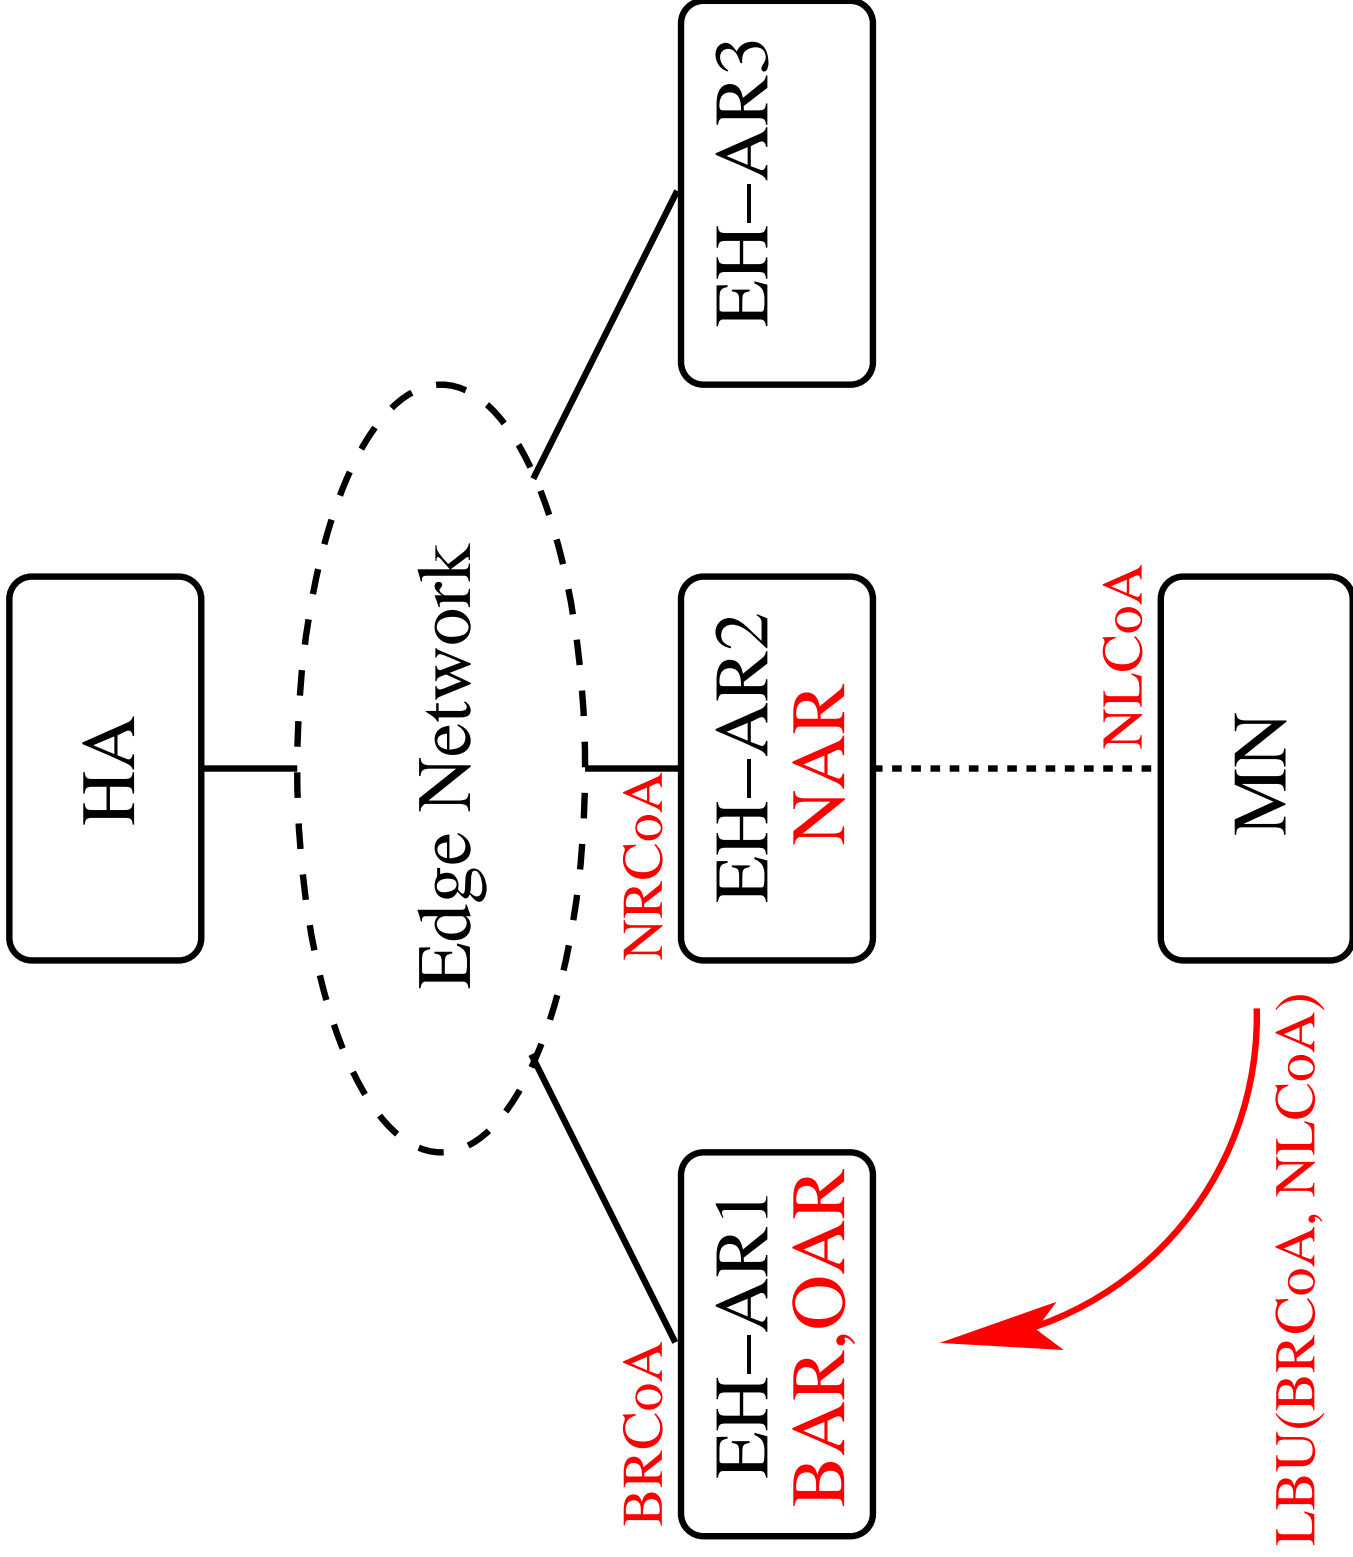 HA
Edge Network
BRCoA
NRCoA
EH–AR1
BAR,OAR
EH–AR2
NAR
EH–AR3
NLCoA
MN
LBU(BRCoA, NLCoA)